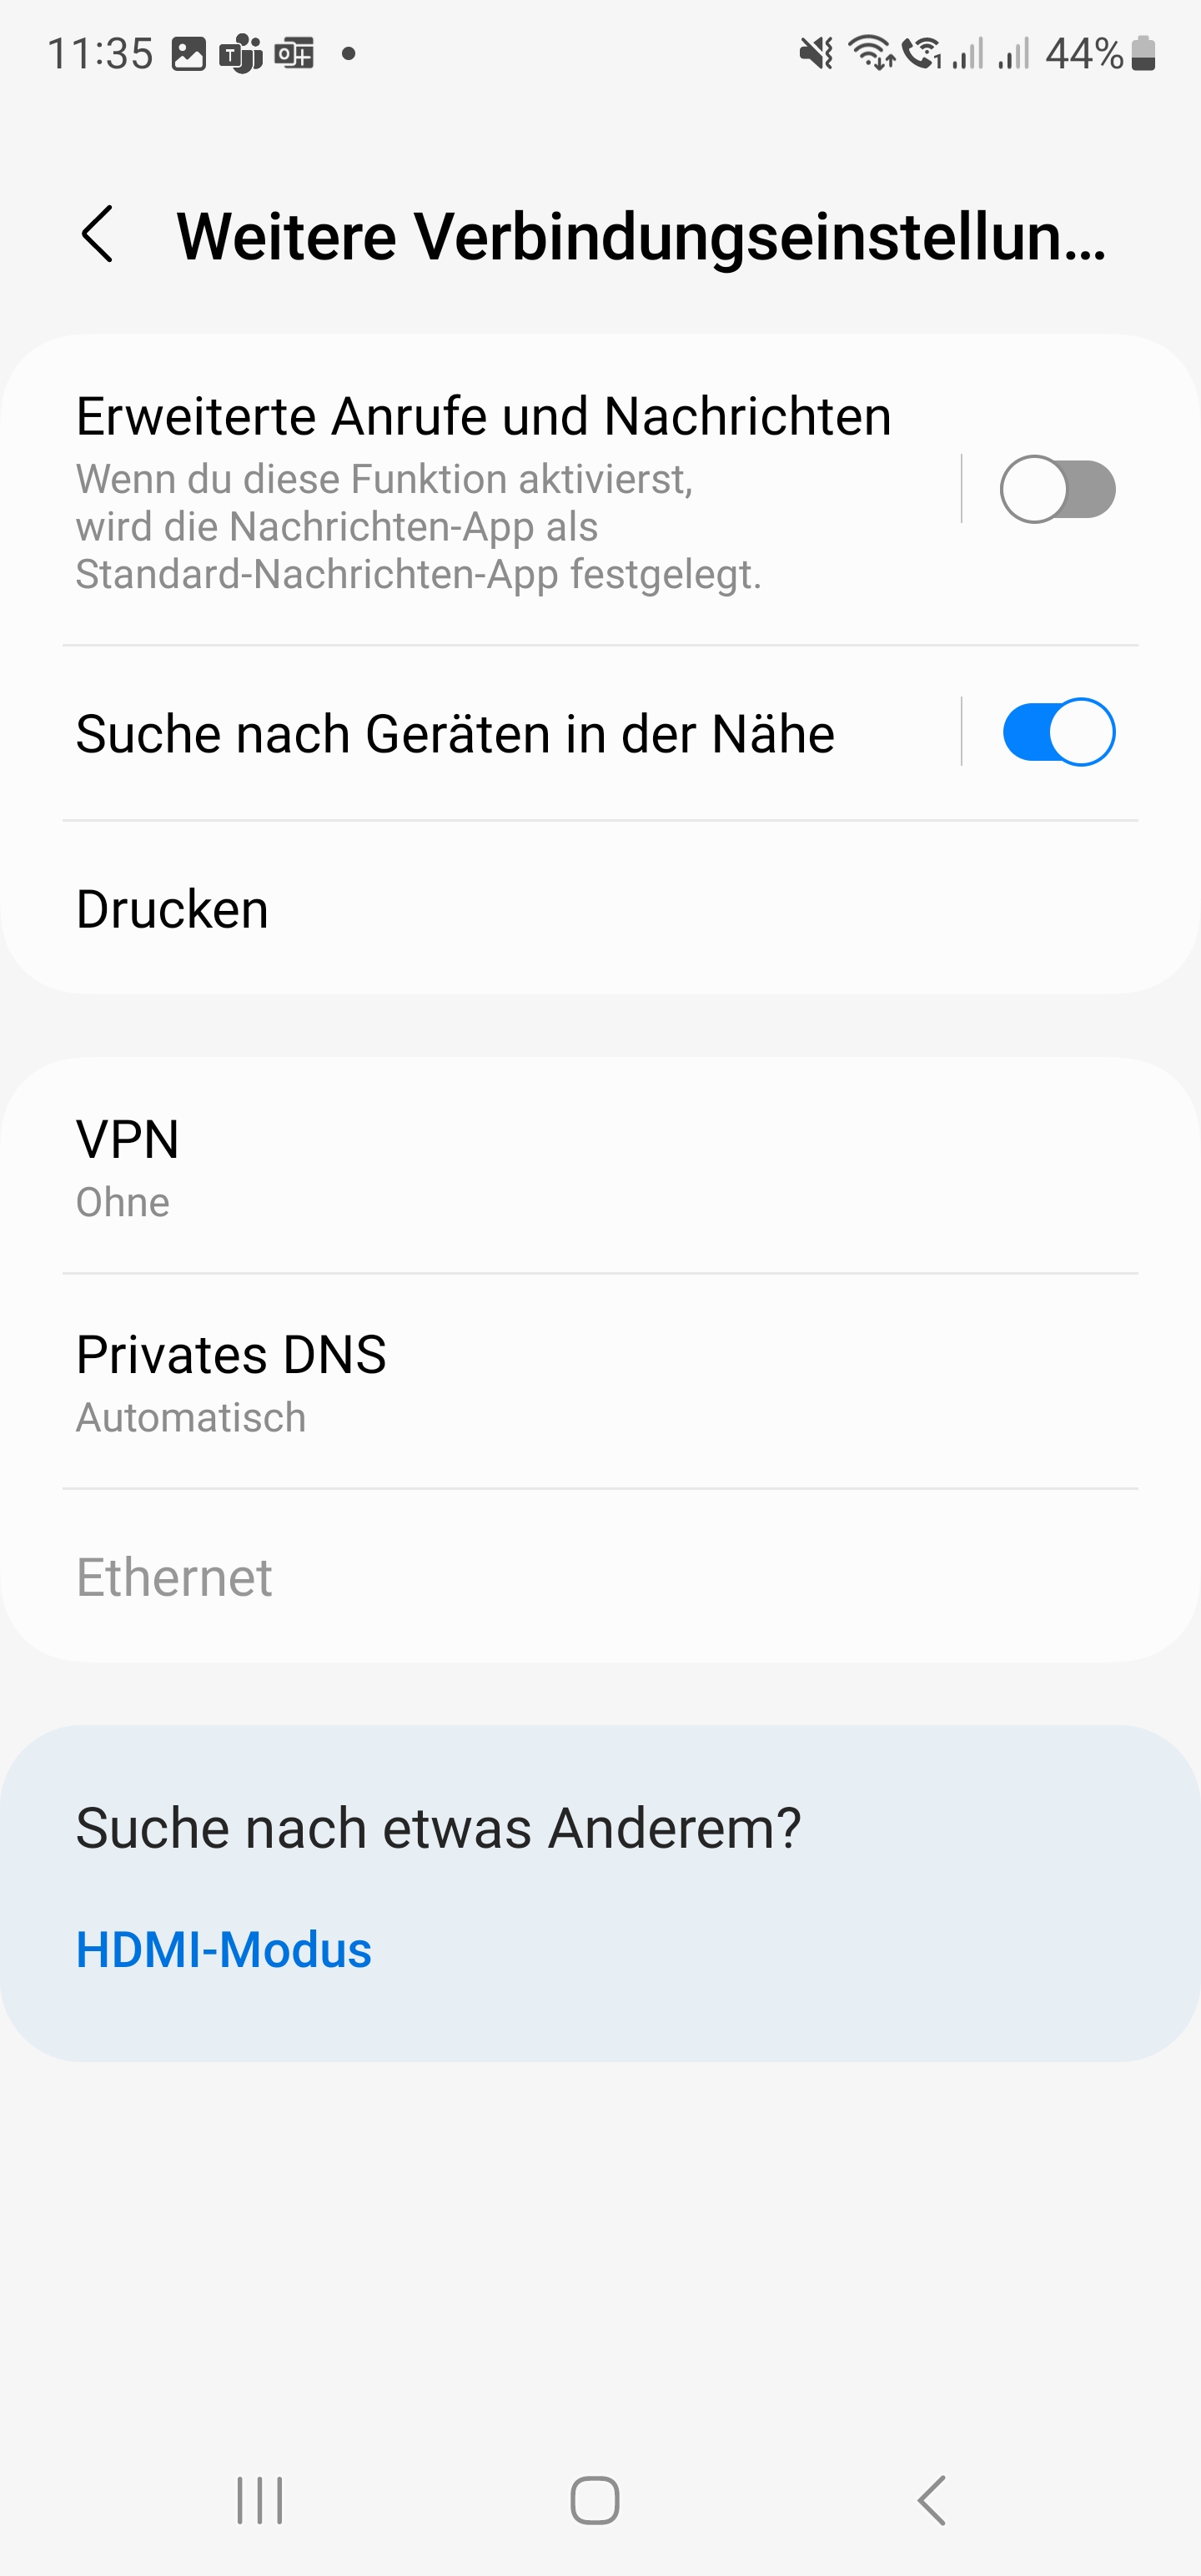 11:35
44%
Weitere Verbindungseinstellun...
Erweiterte Anrufe und Nachrichten
Wenn du diese Funktion aktivierst,
wird die Nachrichten-App als
Standard-Nachrichten-App festgelegt.
Suche nach Geräten in der Nähe
Drucken
VPN
Ohne
Privates DNS
Automatisch
Ethernet
Suche nach etwas Anderem?
HDMI-Modus